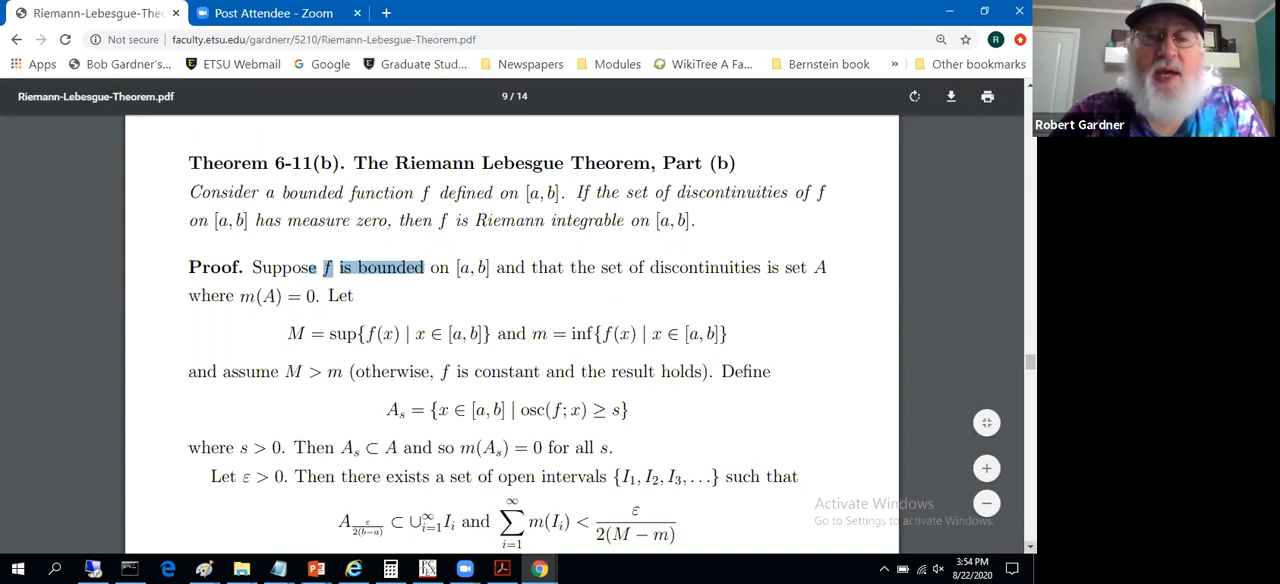 Riemann-Lebesgue-Thec
Post Attendee - Zoom
Not secure | faculty.etsu.edu/gardnerr/5210/Riemann-Lebesgue-Theorem.pdf
R
Apps Bob Gardner's... ETSU Webmail Google Graduate Stud... Newspapers Modules WikiTree A Fa... Bernstein book » Other bookmarks
Riemann-Lebesgue-Theorem.pdf 9 / 14
Robert Gardner
Theorem 6-11(b). The Riemann Lebesgue Theorem, Part (b)
Consider a bounded function f defined on [a, b]. If the set of discontinuities of f
on [a, b] has measure zero, then f is Riemann integrable on [a, b].
Proof. Suppose f is bounded on [a, b] and that the set of discontinuities is set A
where m(A) = 0. Let
M = sup{f(x) | x ∈ [a, b]} and m = inf{f(x) | x ∈ [a, b]}
and assume M > m (otherwise, f is constant and the result holds). Define
A_s = {x ∈ [a, b] | osc(f; x) ≥ s}
where s > 0. Then A_s ⊂ A and so m(A_s) = 0 for all s.
Let ε > 0. Then there exists a set of open intervals {I₁, I₂, I₃, . . .} such that
A_{ε/2(b−a)} ⊂ ∪_{i=1}^∞ I_i and ∑_{i=1}^∞ m(I_i) < ε/2(M − m)
Activate Windows
Go to Settings to activate Windows.
3:54 PM
8/22/2020